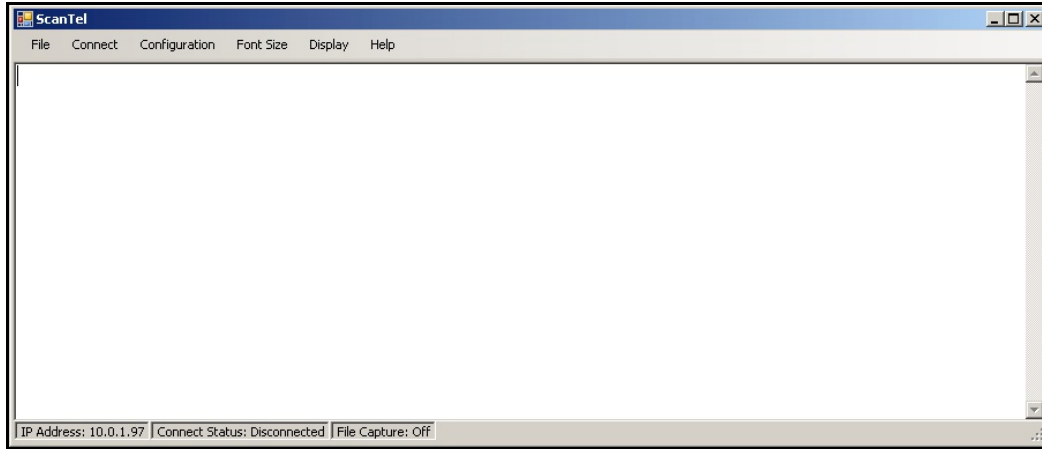 ScanTel
File Connect Configuration Font Size Display Help
IP Address: 10.0.1.97 Connect Status: Disconnected File Capture: Off